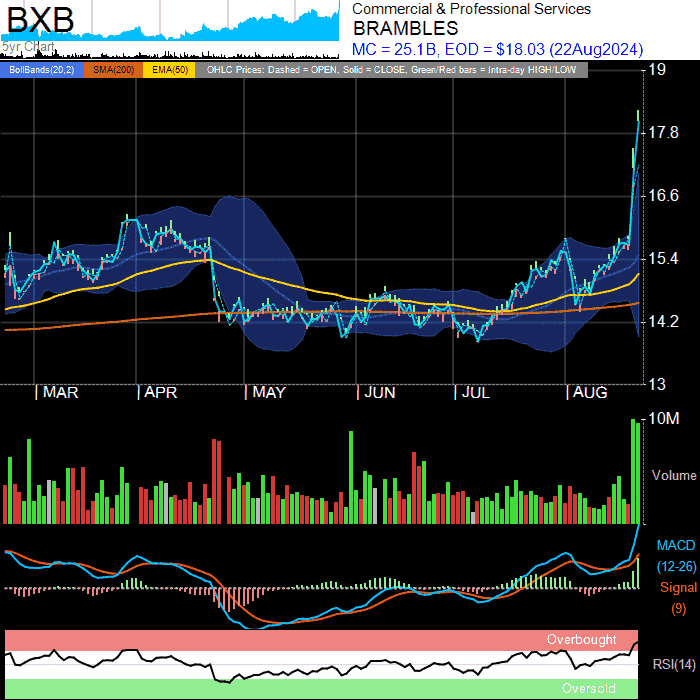 BXB
5yr Chart
Commercial & Professional Services
BRAMBLES
MC = 25.1B, EOD = $18.03 (22Aug2024)
BollBands(20,2) SMA(200) EMA(50) OHLC Prices: Dashed = OPEN, Solid = CLOSE, Green/Red bars = Intra-day HIGH/LOW
19
17.8
16.6
15.4
14.2
13
MAR APR MAY JUN JUL AUG
10M
Volume
MACD
(12-26)
Signal
(9)
Overbought
RSI(14)
Oversold